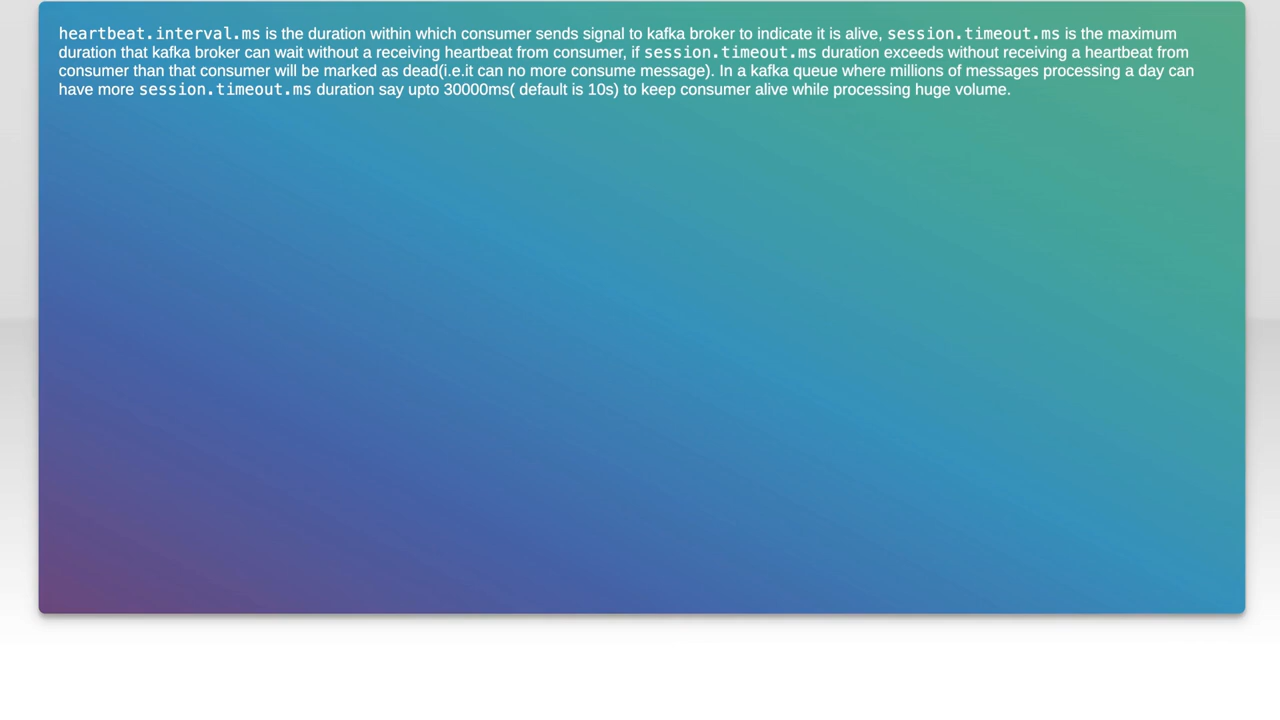 heartbeat.interval.ms is the duration within which consumer sends signal to kafka broker to indicate it is alive, session.timeout.ms is the maximum
duration that kafka broker can wait without a receiving heartbeat from consumer, if session.timeout.ms duration exceeds without receiving a heartbeat from
consumer than that consumer will be marked as dead(i.e.it can no more consume message). In a kafka queue where millions of messages processing a day can
have more session.timeout.ms duration say upto 30000ms( default is 10s) to keep consumer alive while processing huge volume.